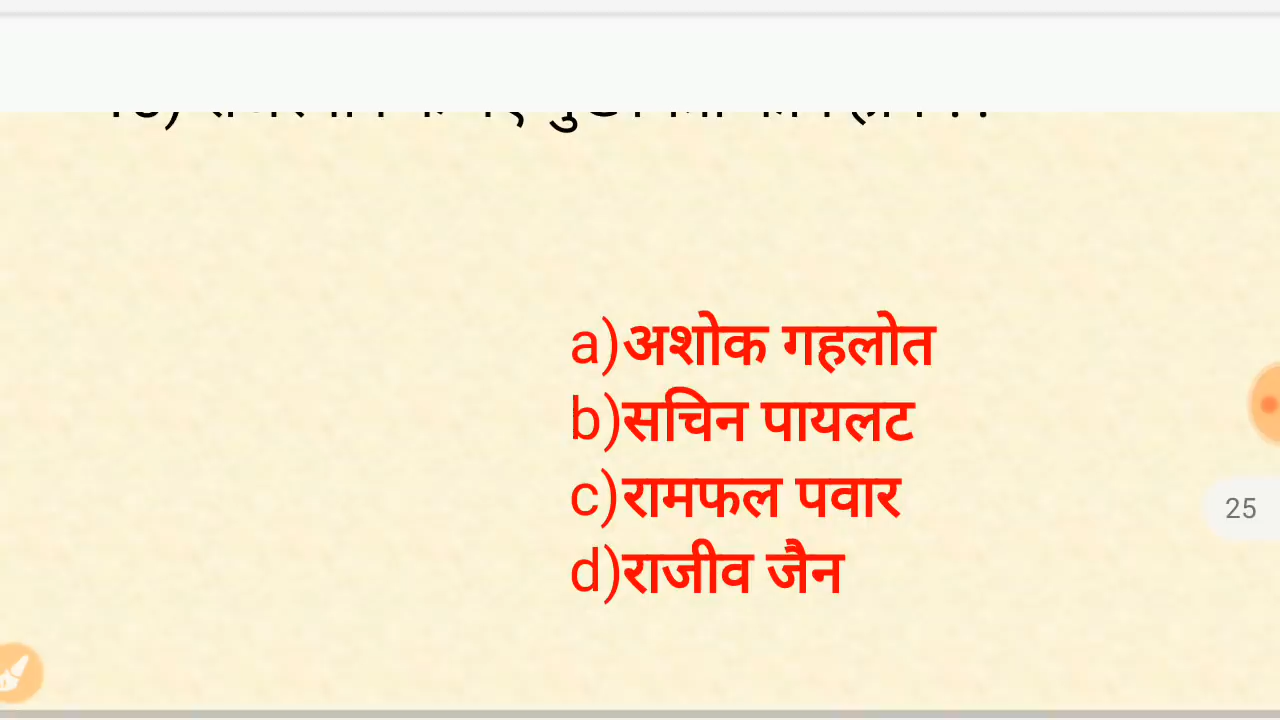 a)अशोक गहलोत
b)सचिन पायलट
c)रामफल पवार
d)राजीव जैन
25